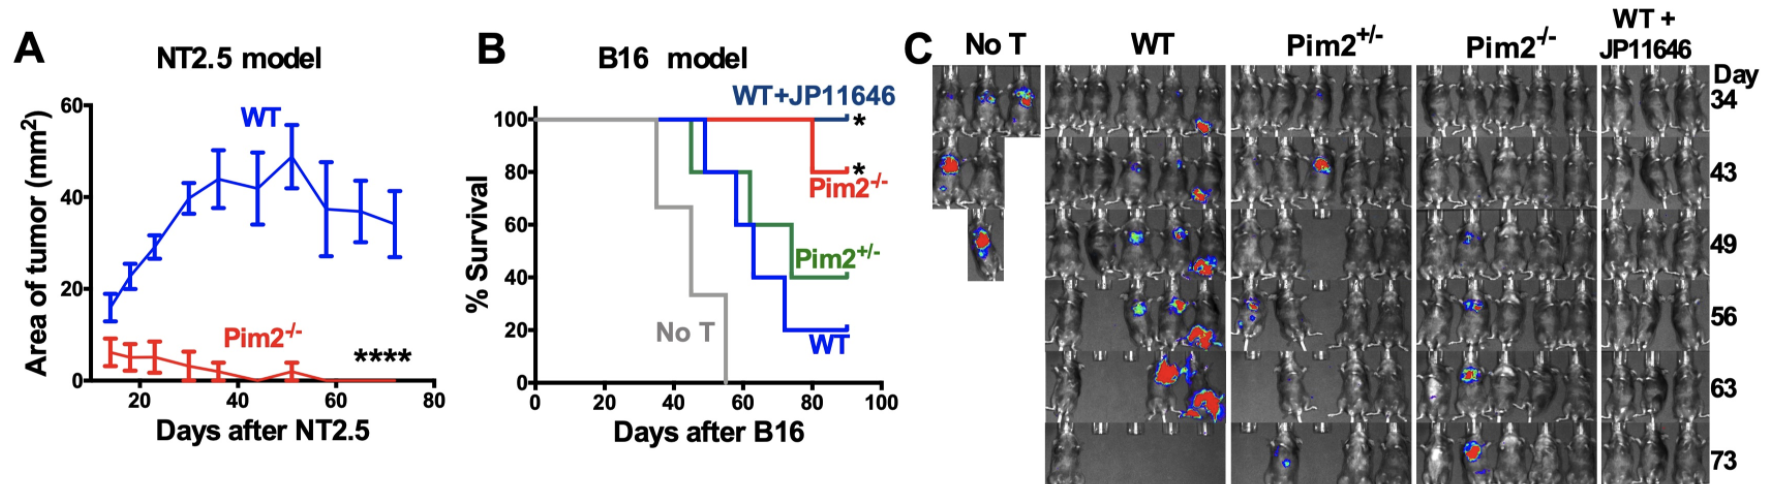 A
NT2.5 model
Area of tumor (mm²)
60
40
20
0
20
40
60
80
WT
Pim2⁻/⁻
****
Days after NT2.5
B
B16 model
% Survival
100
80
60
40
20
0
0
20
40
60
80
100
WT+JP11646
*
*
Pim2⁻/⁻
Pim2⁺/⁻
No T
WT
Days after B16
C
No T
WT
Pim2⁺/⁻
Pim2⁻/⁻
WT +
JP11646
Day
34
43
49
56
63
73